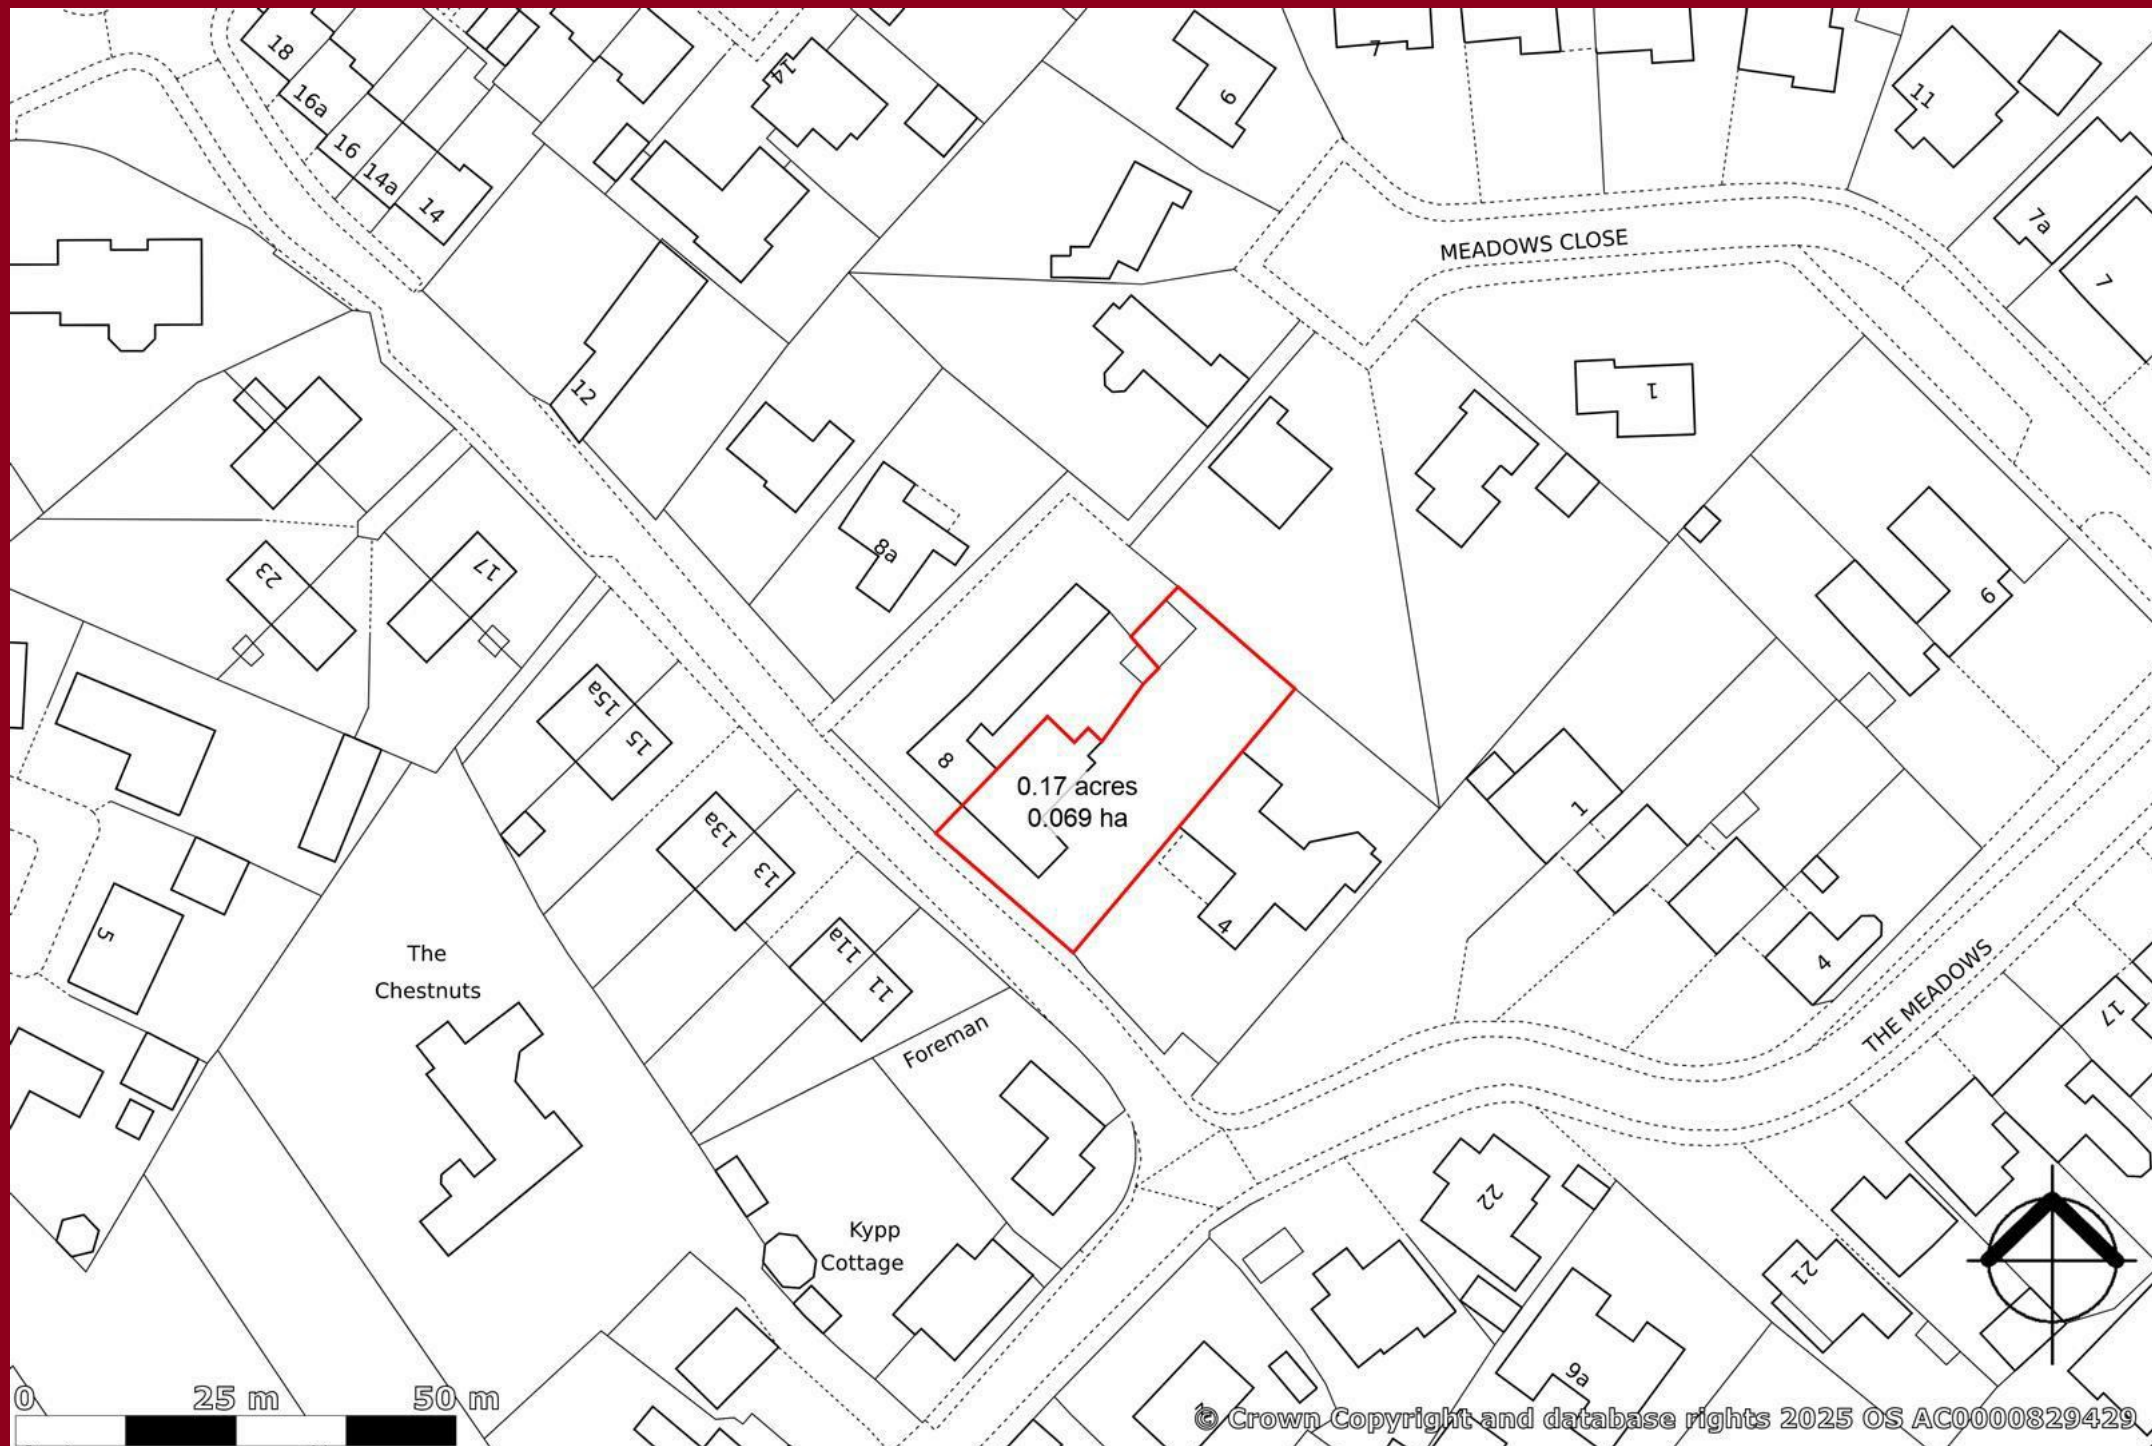 18
16a
16
14a
14
14
9
7
11
7a
7
MEADOWS CLOSE
12
1
8a
23
17
6
15a
15
8
0.17 acres
0.069 ha
13a
13
1
4
4
5
The
Chestnuts
11a
11
Foreman
THE MEADOWS
17
22
Kypp
Cottage
21
9a
0
25 m
50 m
© Crown Copyright and database rights 2025 OS AC0000829429